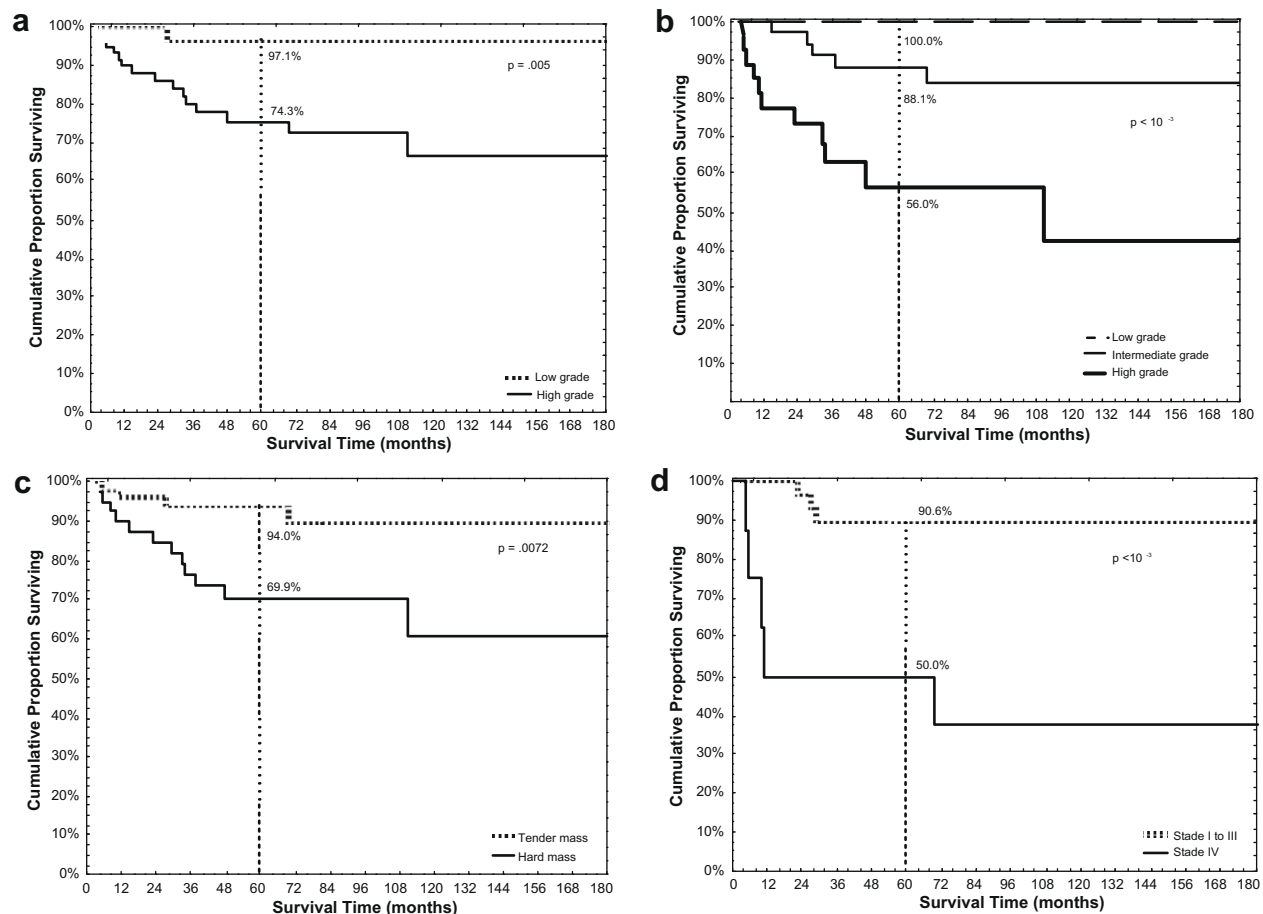 a
100%
90%
80%
70%
60%
50%
40%
30%
20%
10%
0%
Cumulative Proportion Surviving
97.1%
74.3%
p = .005
Low grade
High grade
0 12 24 36 48 60 72 84 96 108 120 132 144 156 168 180
Survival Time (months)
b
100%
90%
80%
70%
60%
50%
40%
30%
20%
10%
Cumulative Proportion Surviving
100.0%
88.1%
56.0%
p < 10 -3
Low grade
Intermediate grade
High grade
0 12 24 36 48 60 72 84 96 108 120 132 144 156 168 180
Survival Time (months)
c
100%
90%
80%
70%
60%
50%
40%
30%
20%
10%
0%
Cumulative Proportion Surviving
94.0%
69.9%
p = .0072
Tender mass
Hard mass
0 12 24 36 48 60 72 84 96 108 120 132 144 156 168 180
Survival Time (months)
d
100%
90%
80%
70%
60%
50%
40%
30%
20%
10%
0%
Cumulative Proportion Surviving
90.6%
50.0%
p <10 -3
Stade I to III
Stade IV
0 12 24 36 48 60 72 84 96 108 120 132 144 156 168 180
Survival Time (months)